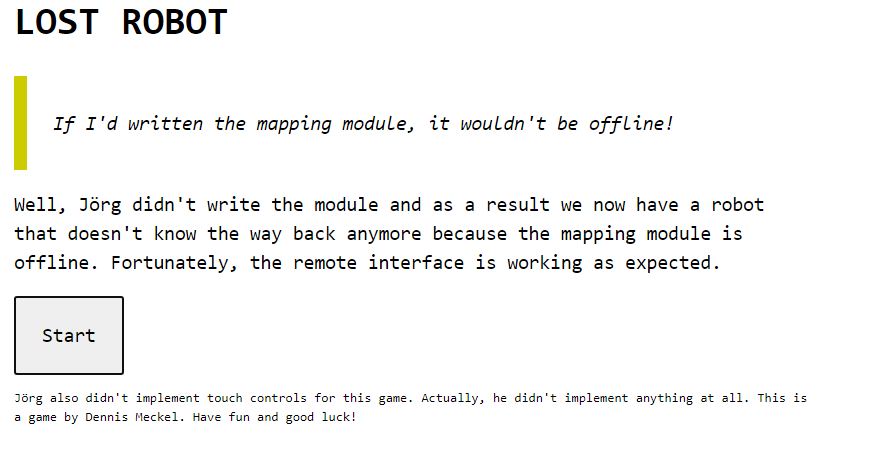 LOST ROBOT
If I'd written the mapping module, it wouldn't be offline!
Well, Jörg didn't write the module and as a result we now have a robot
that doesn't know the way back anymore because the mapping module is
offline. Fortunately, the remote interface is working as expected.
Start
Jörg also didn't implement touch controls for this game. Actually, he didn't implement anything at all. This is
a game by Dennis Meckel. Have fun and good luck!